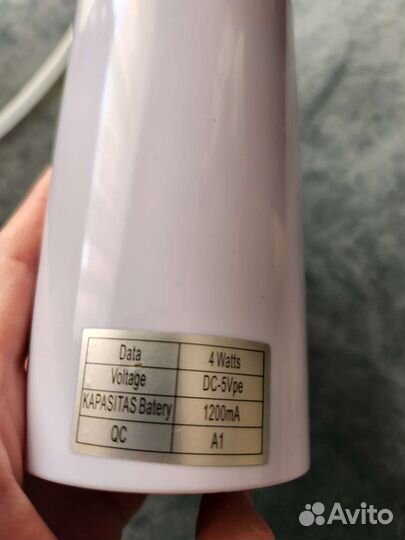 Data 4 Watts
Voltage DC-5Vpe
KAPASITAS Batery 1200mA
QC A1
Avito